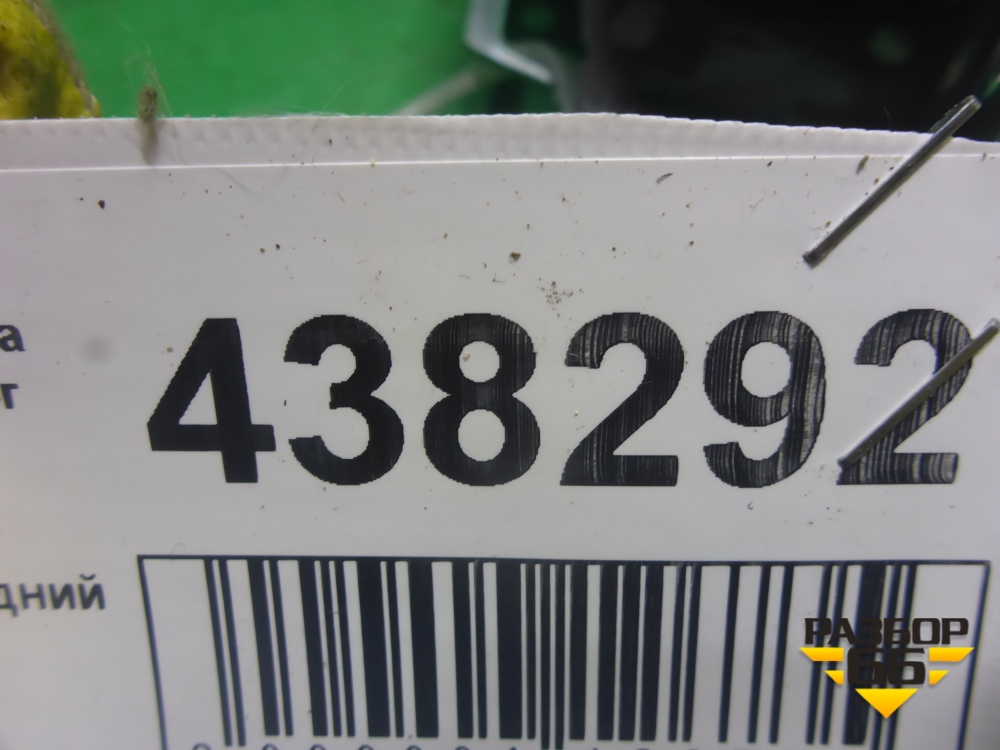 а
г
438292
дний
РАЗБОР
66